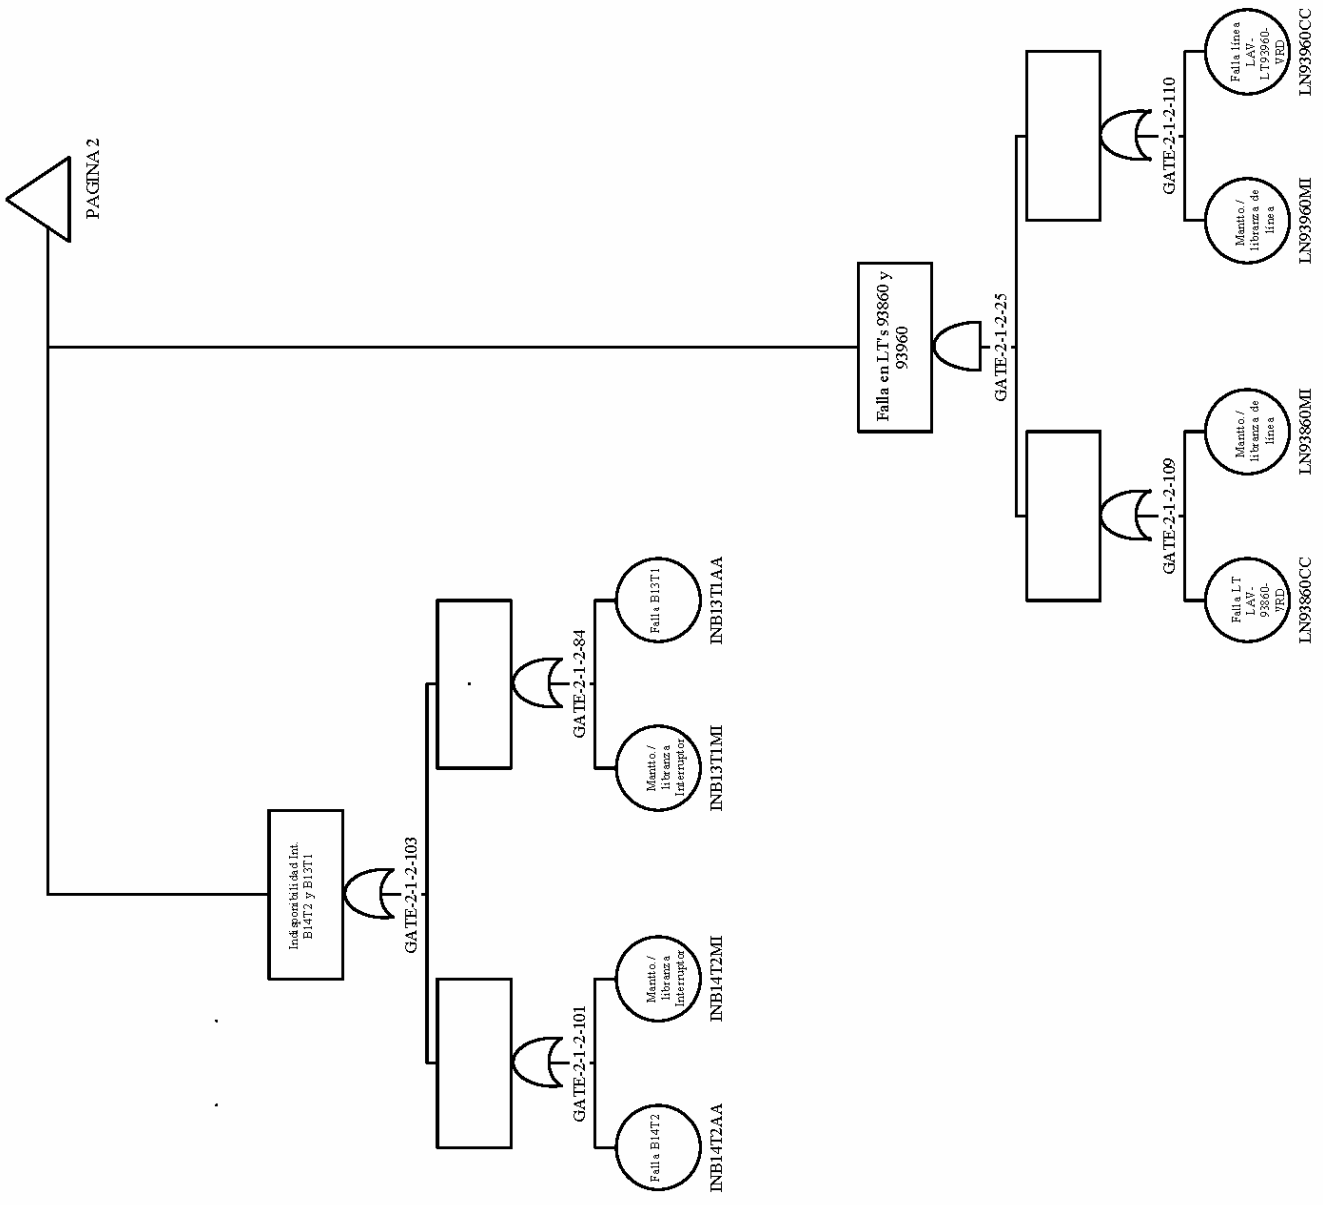 PAGINA 2
Indisponibilidad Int.
B14T2 y B13T1
GATE-2-1-2-103
GATE-2-1-2-101
Falla B14T2
INB14T2AA
Mantto./
libranza
Interruptor
INB14T2MI
GATE-2-1-2-84
Mantto./
libranza
Interruptor
INB13T1MI
Falla B13T1
INB13T1AA
Falla en LT's 93860 y
93960
GATE-2-1-2-25
GATE-2-1-2-109
Falla LT
LAV-
93860-
VRD
LN93860CC
Mantto./
libranza de
línea
LN93860MI
GATE-2-1-2-110
Mantto./
libranza de
línea
LN93960MI
Falla línea
LAV-
LT93960-
VRD
LN93960CC